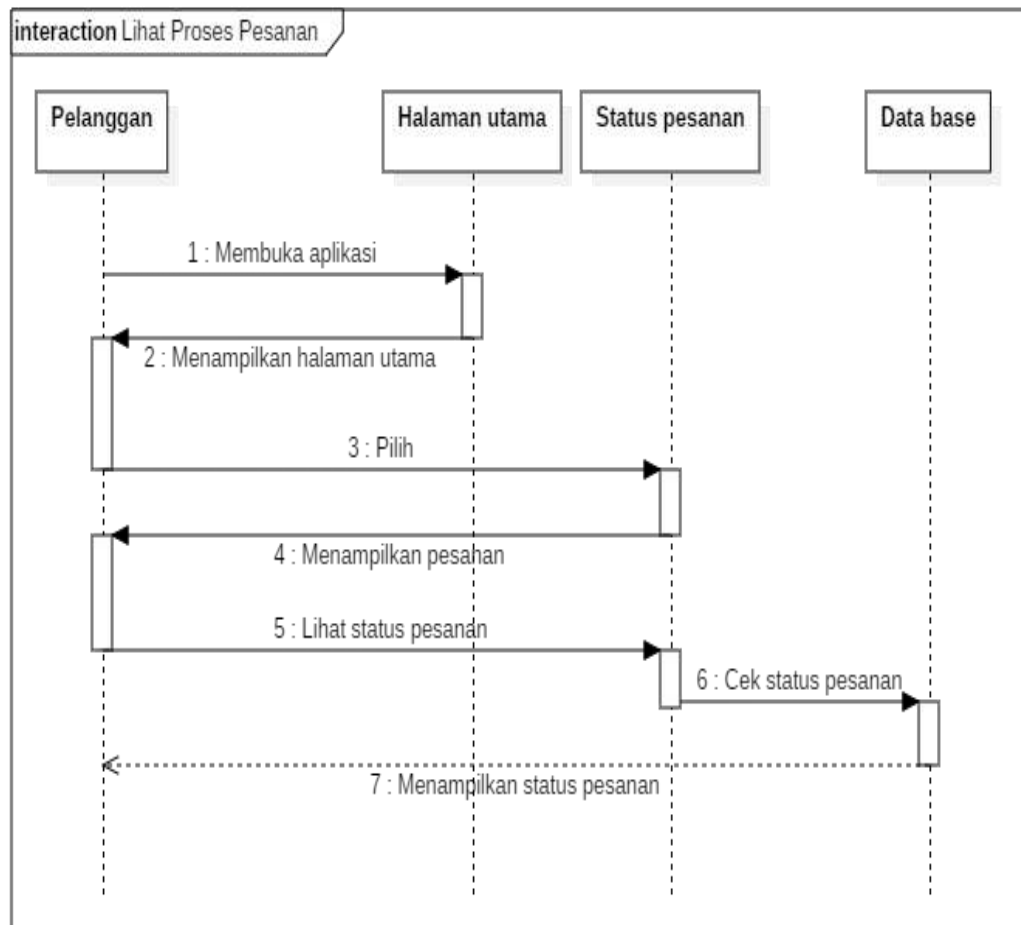 interaction Lihat Proses Pesanan
Pelanggan
Halaman utama
Status pesanan
Data base
1 : Membuka aplikasi
2 : Menampilkan halaman utama
3 : Pilih
4 : Menampilkan pesanan
5 : Lihat status pesanan
6 : Cek status pesanan
7 : Menampilkan status pesanan